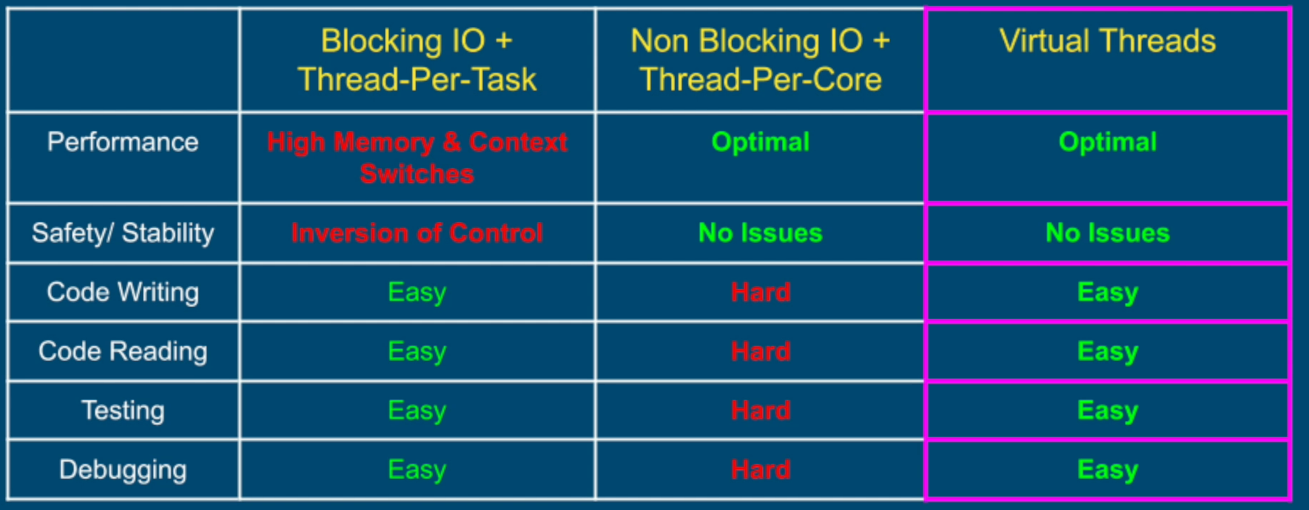 Blocking IO +
Thread-Per-Task
Non Blocking IO +
Thread-Per-Core
Virtual Threads
Performance
High Memory & Context
Switches
Optimal
Optimal
Safety/ Stability
Inversion of Control
No Issues
No Issues
Code Writing
Easy
Hard
Easy
Code Reading
Easy
Hard
Easy
Testing
Easy
Hard
Easy
Debugging
Easy
Hard
Easy